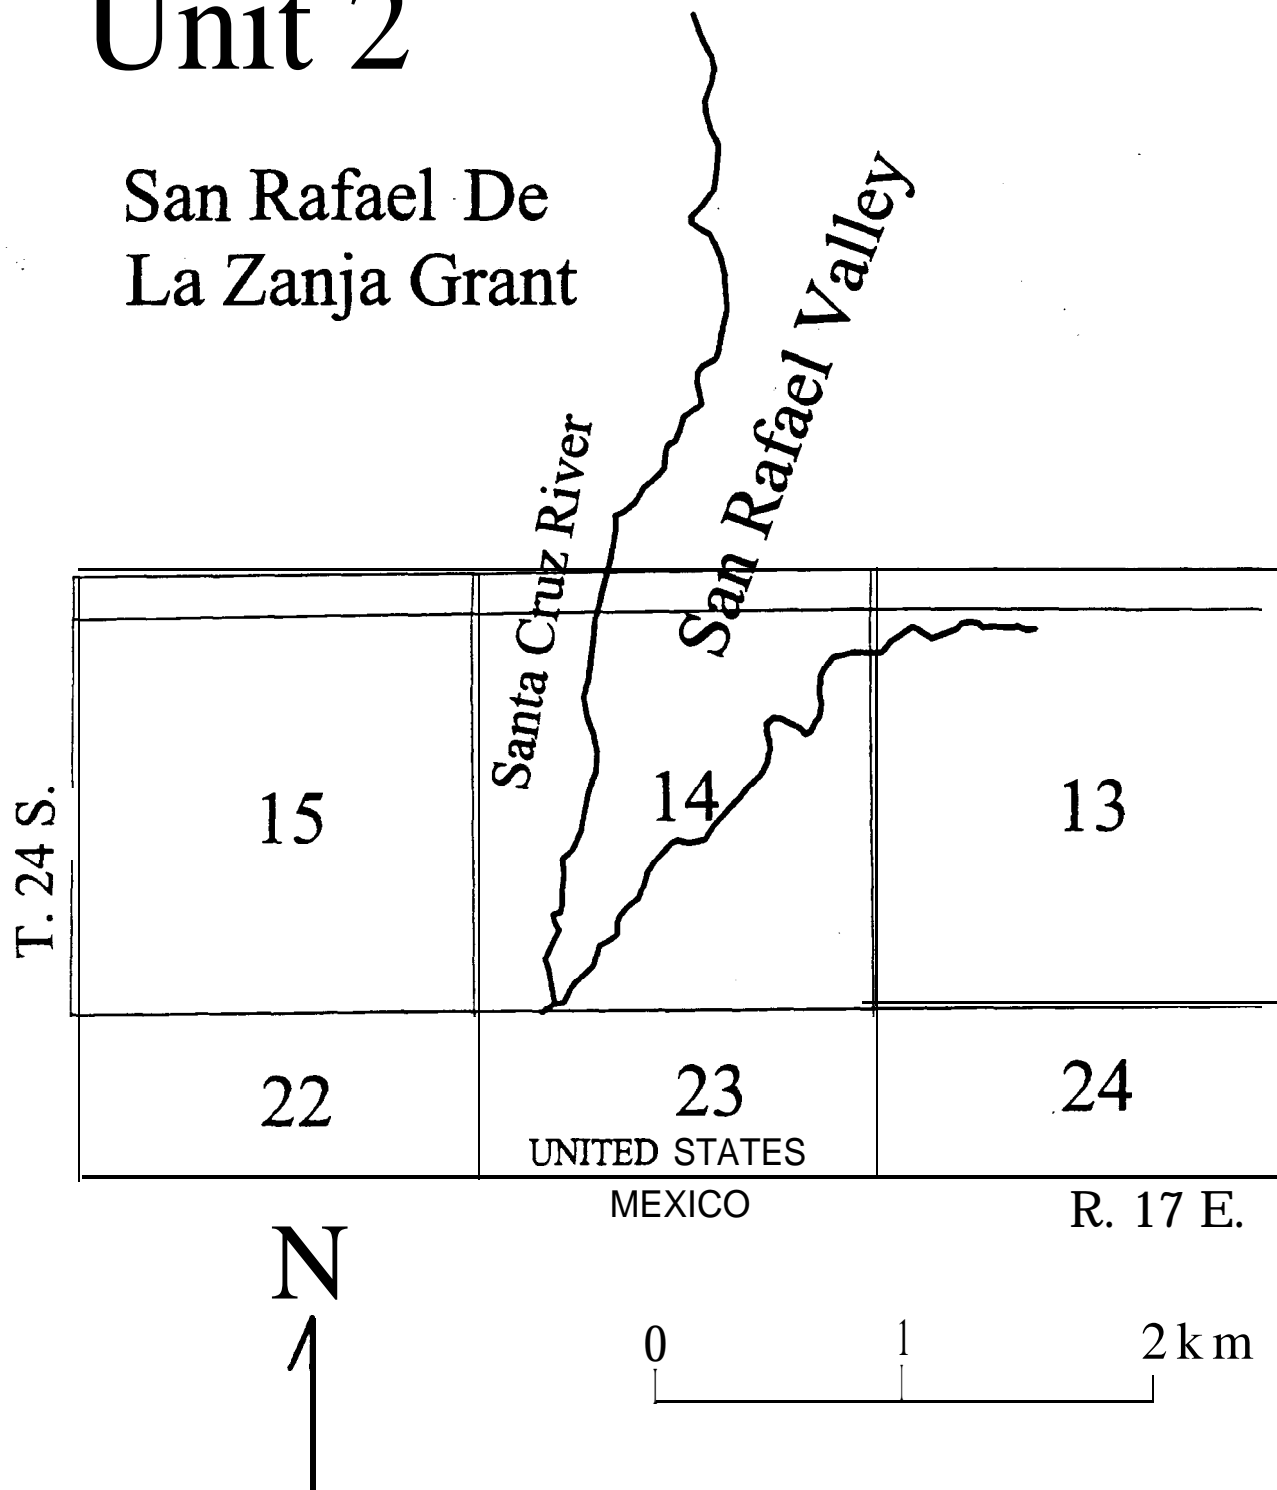 Unit 2
San Rafael De
La Zanja Grant
San Rafael Valley
Santa Cruz River
T. 24 S.
15
14
13
22
23
24
UNITED STATES
MEXICO
R. 17 E.
N
0 1 2 km